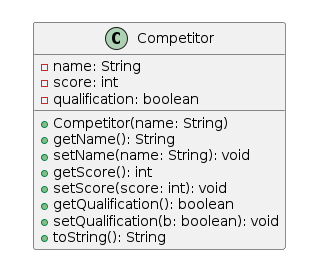 C Competitor
name: String
score: int
qualification: boolean
Competitor(name: String)
getName(): String
setName(name: String): void
getScore(): int
setScore(score: int): void
getQualification(): boolean
setQualification(b: boolean): void
toString(): String